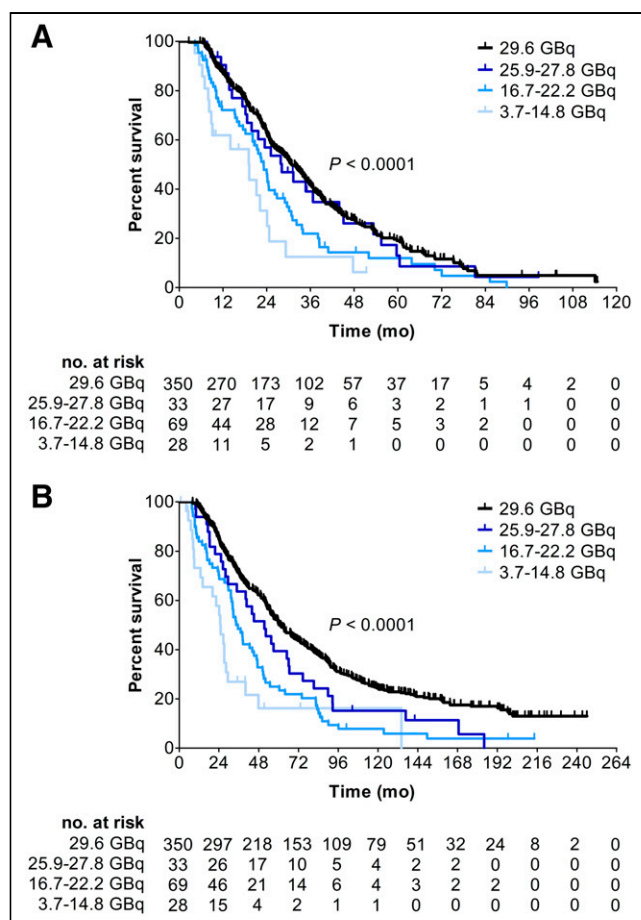 A
100
80
60
40
20
0
Percent survival
29.6 GBq
25.9-27.8 GBq
16.7-22.2 GBq
3.7-14.8 GBq
P < 0.0001
0 12 24 36 48 60 72 84 96 108 120
Time (mo)
no. at risk
29.6 GBq 350 270 173 102 57 37 17 5 4 2 0
25.9-27.8 GBq 33 27 17 9 6 3 2 1 1 0 0
16.7-22.2 GBq 69 44 28 12 7 5 3 2 0 0 0
3.7-14.8 GBq 28 11 5 2 1 0 0 0 0 0 0
B
100
80
60
40
20
0
Percent survival
29.6 GBq
25.9-27.8 GBq
16.7-22.2 GBq
3.7-14.8 GBq
P < 0.0001
0 24 48 72 96 120 144 168 192 216 240 264
Time (mo)
no. at risk
29.6 GBq 350 297 218 153 109 79 51 32 24 8 2 0
25.9-27.8 GBq 33 26 17 10 5 4 2 2 0 0 0 0
16.7-22.2 GBq 69 46 21 14 6 4 3 2 2 0 0 0
3.7-14.8 GBq 28 15 4 2 1 1 0 0 0 0 0 0